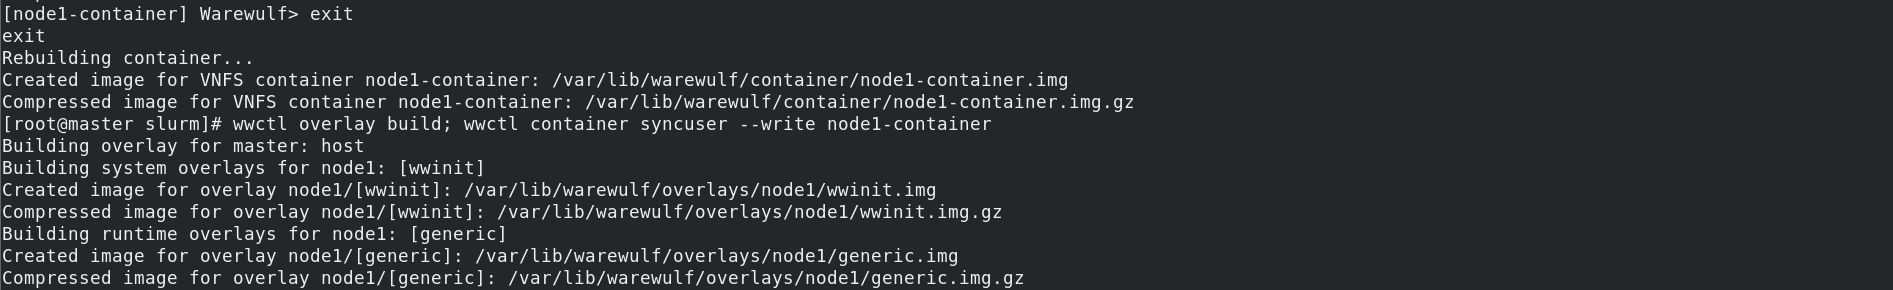 [node1-container] Warewulf> exit
exit
Rebuilding container...
Created image for VNFS container node1-container: /var/lib/warewulf/container/node1-container.img
Compressed image for VNFS container node1-container: /var/lib/warewulf/container/node1-container.img.gz
[root@master slurm]# wwctl overlay build; wwctl container syncuser --write node1-container
Building overlay for master: host
Building system overlays for node1: [wwinit]
Created image for overlay node1/[wwinit]: /var/lib/warewulf/overlays/node1/wwinit.img
Compressed image for overlay node1/[wwinit]: /var/lib/warewulf/overlays/node1/wwinit.img.gz
Building runtime overlays for node1: [generic]
Created image for overlay node1/[generic]: /var/lib/warewulf/overlays/node1/generic.img
Compressed image for overlay node1/[generic]: /var/lib/warewulf/overlays/node1/generic.img.gz